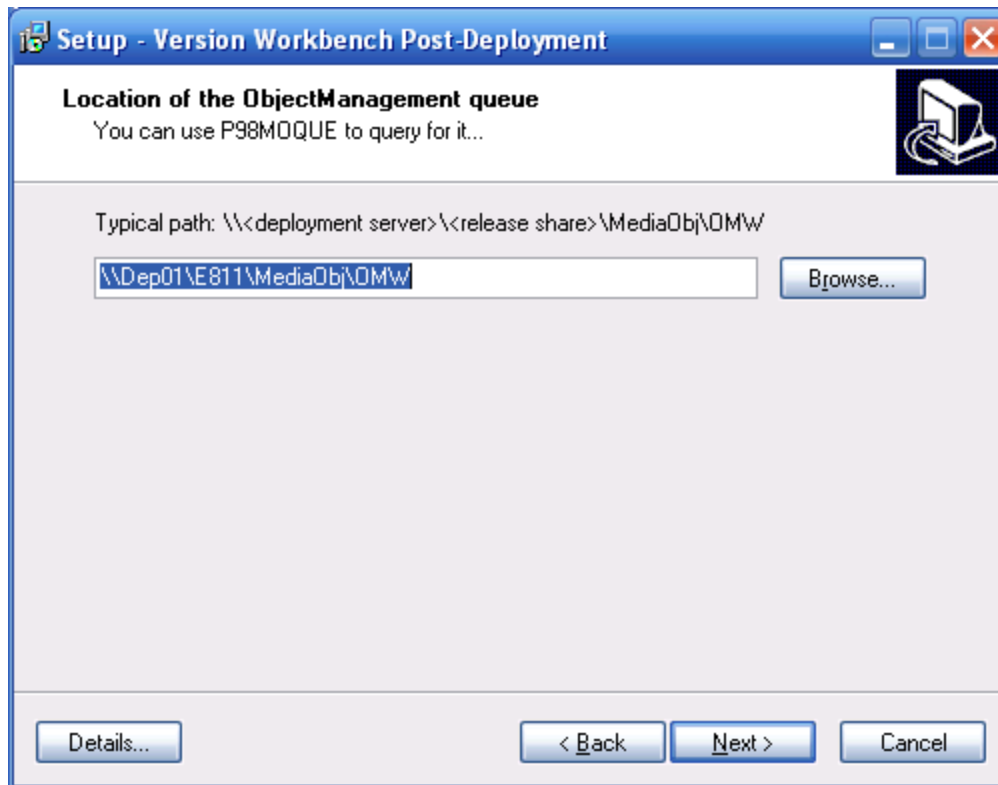 Setup - Version Workbench Post-Deployment
Location of the ObjectManagement queue
You can use P98MOQUE to query for it...
Typical path: \\<deployment server>\<release share>\MediaObj\OMW
\\Dep01\E811\MediaObj\OMW
Browse...
Details...
< Back
Next >
Cancel